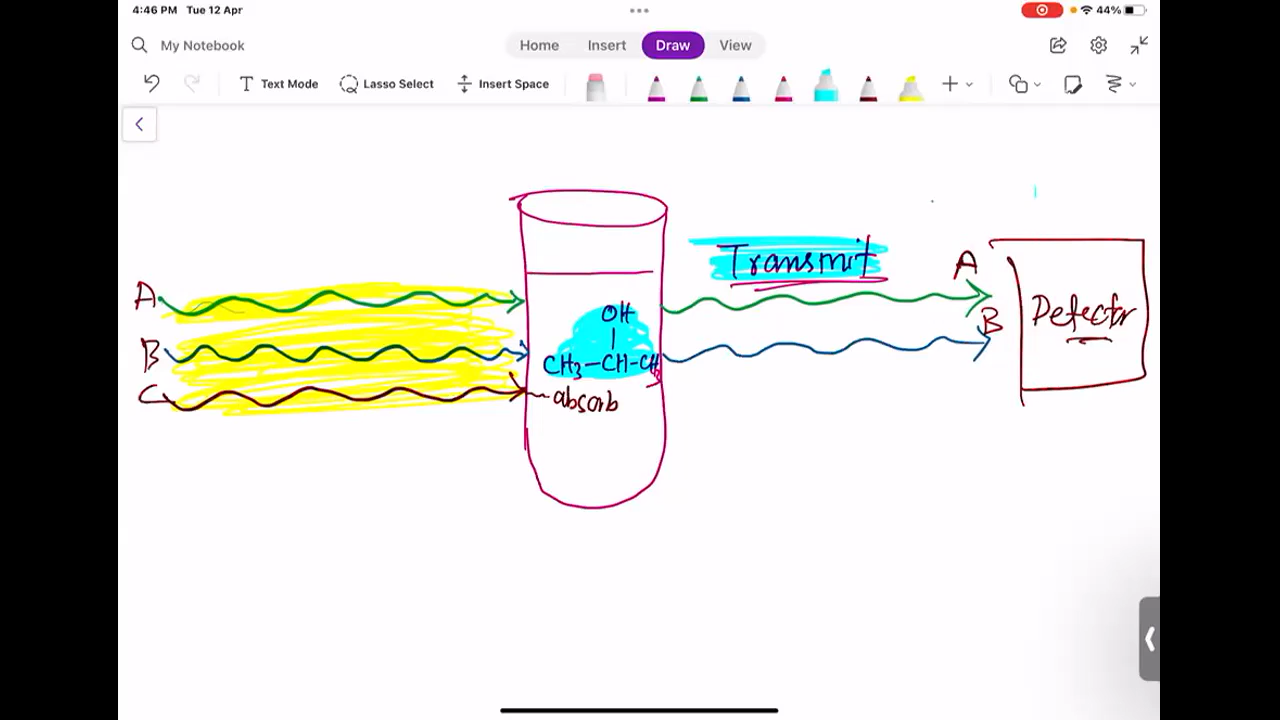 4:46 PM Tue 12 Apr
44%
My Notebook
Home Insert Draw View
Text Mode Lasso Select Insert Space
Transmit
A
A
OH
B
Detector
B
CH3-CH-CH3
C
absorb